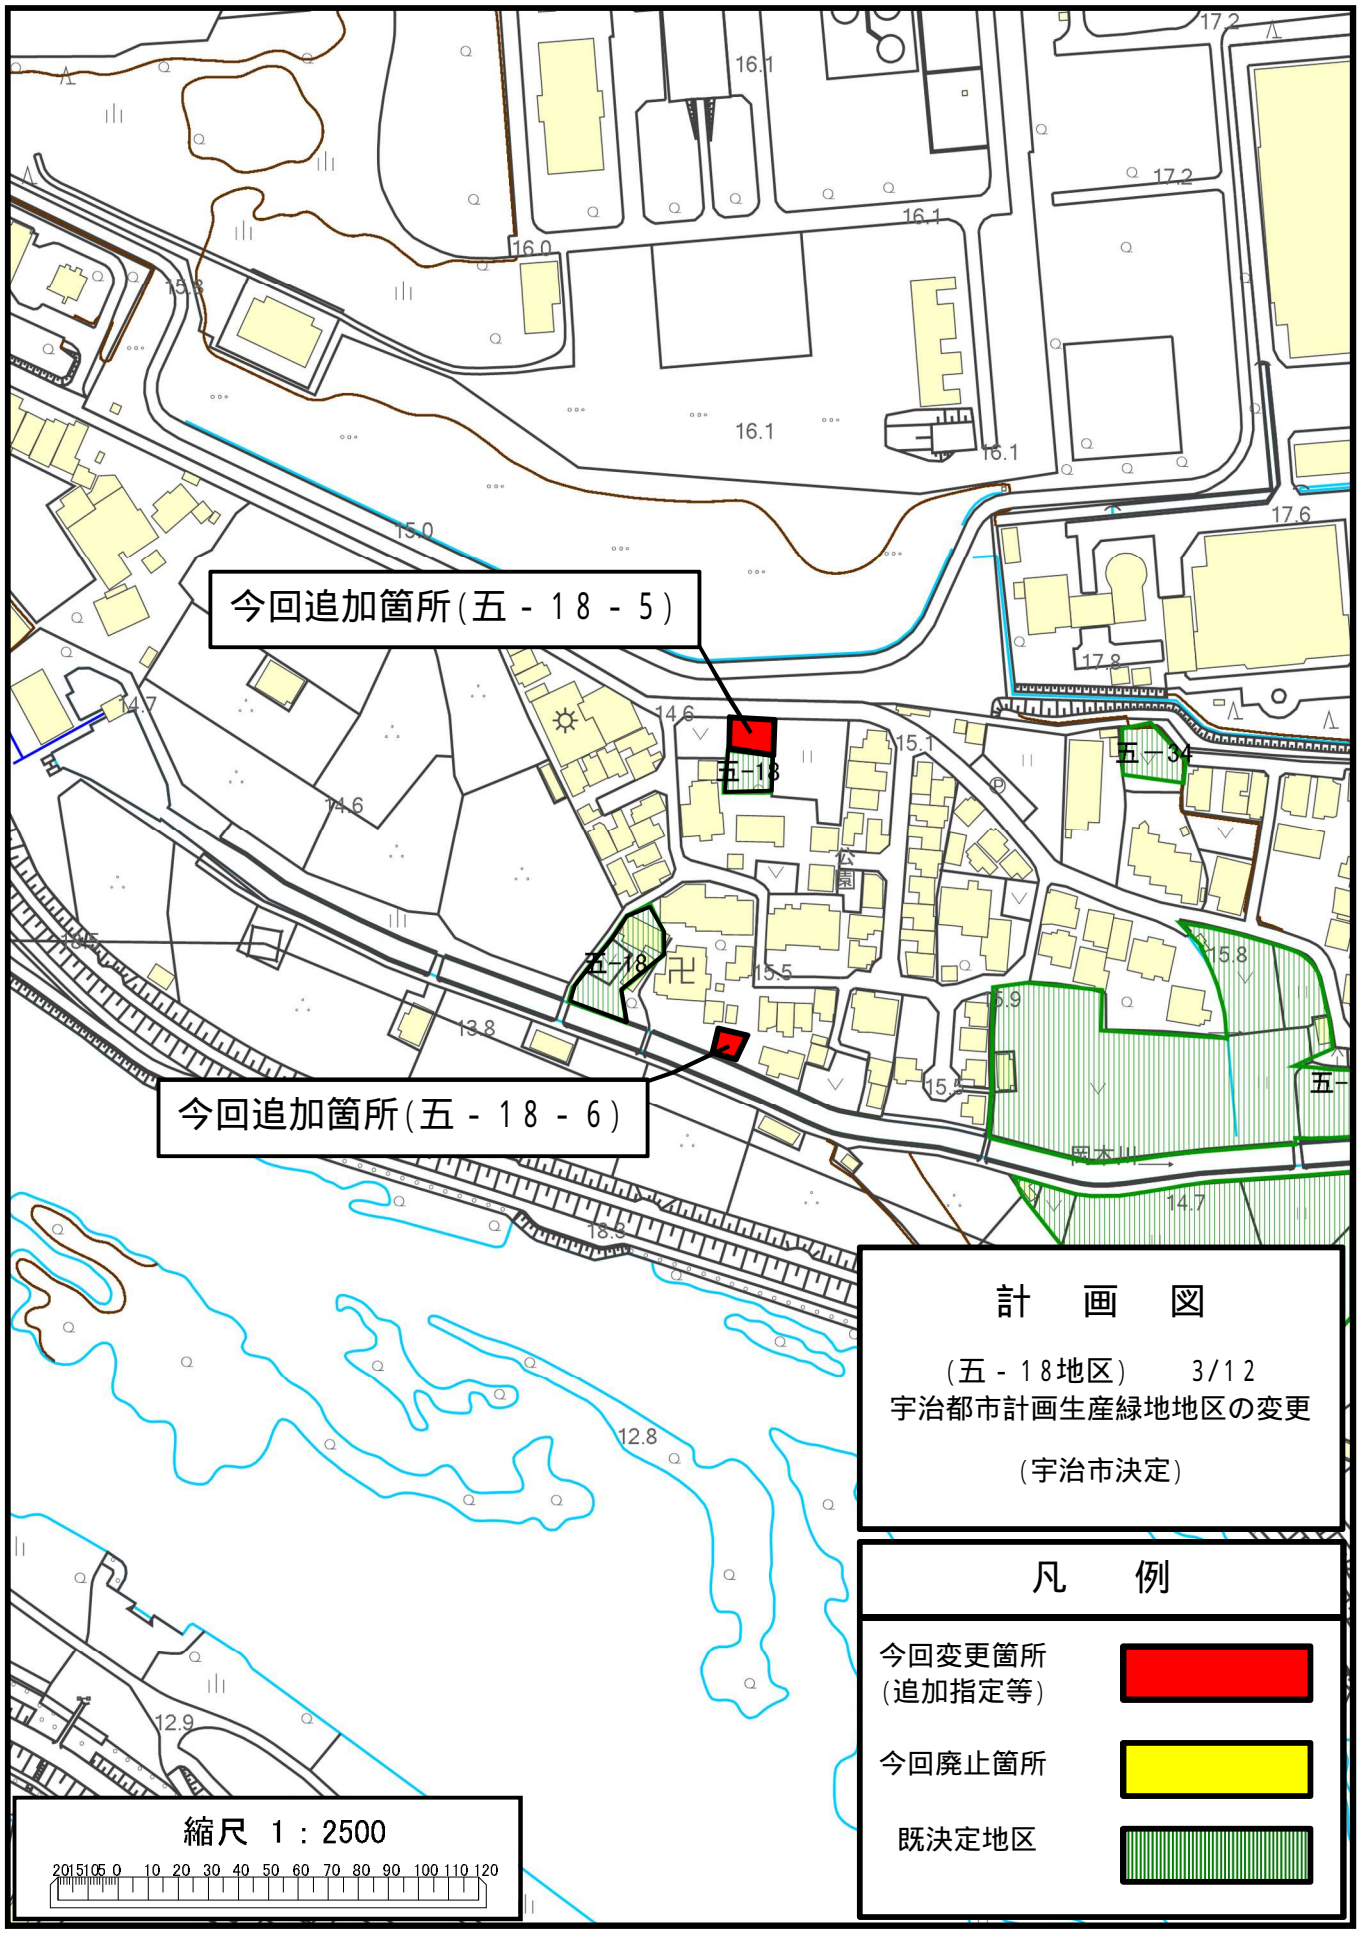 17.2
16.1
17.2
16.1
16.0
15.8
16.1
16.1
17.6
15.0
今回追加箇所(五 - 18 - 5)
17.8
14.7
14.6
15.1
五-34
五-18
P
14.6
公園
五-18
卍
15.5
15.8
15.9
13.8
15.5
今回追加箇所(五 - 18 - 6)
五-
岡本川
14.7
18.3
計 画 図
(五 - 18地区) 3/12
宇治都市計画生産緑地地区の変更
(宇治市決定)
12.8
凡 例
今回変更箇所
(追加指定等)
今回廃止箇所
既決定地区
12.9
縮尺 1 : 2500
20 15 10 5 0 10 20 30 40 50 60 70 80 90 100 110 120